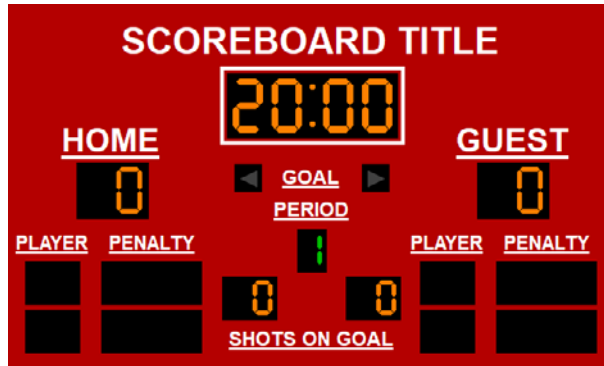 SCOREBOARD TITLE
20:00
HOME
GUEST
0
GOAL
0
PERIOD
PLAYER PENALTY
1
PLAYER PENALTY
0 0
SHOTS ON GOAL